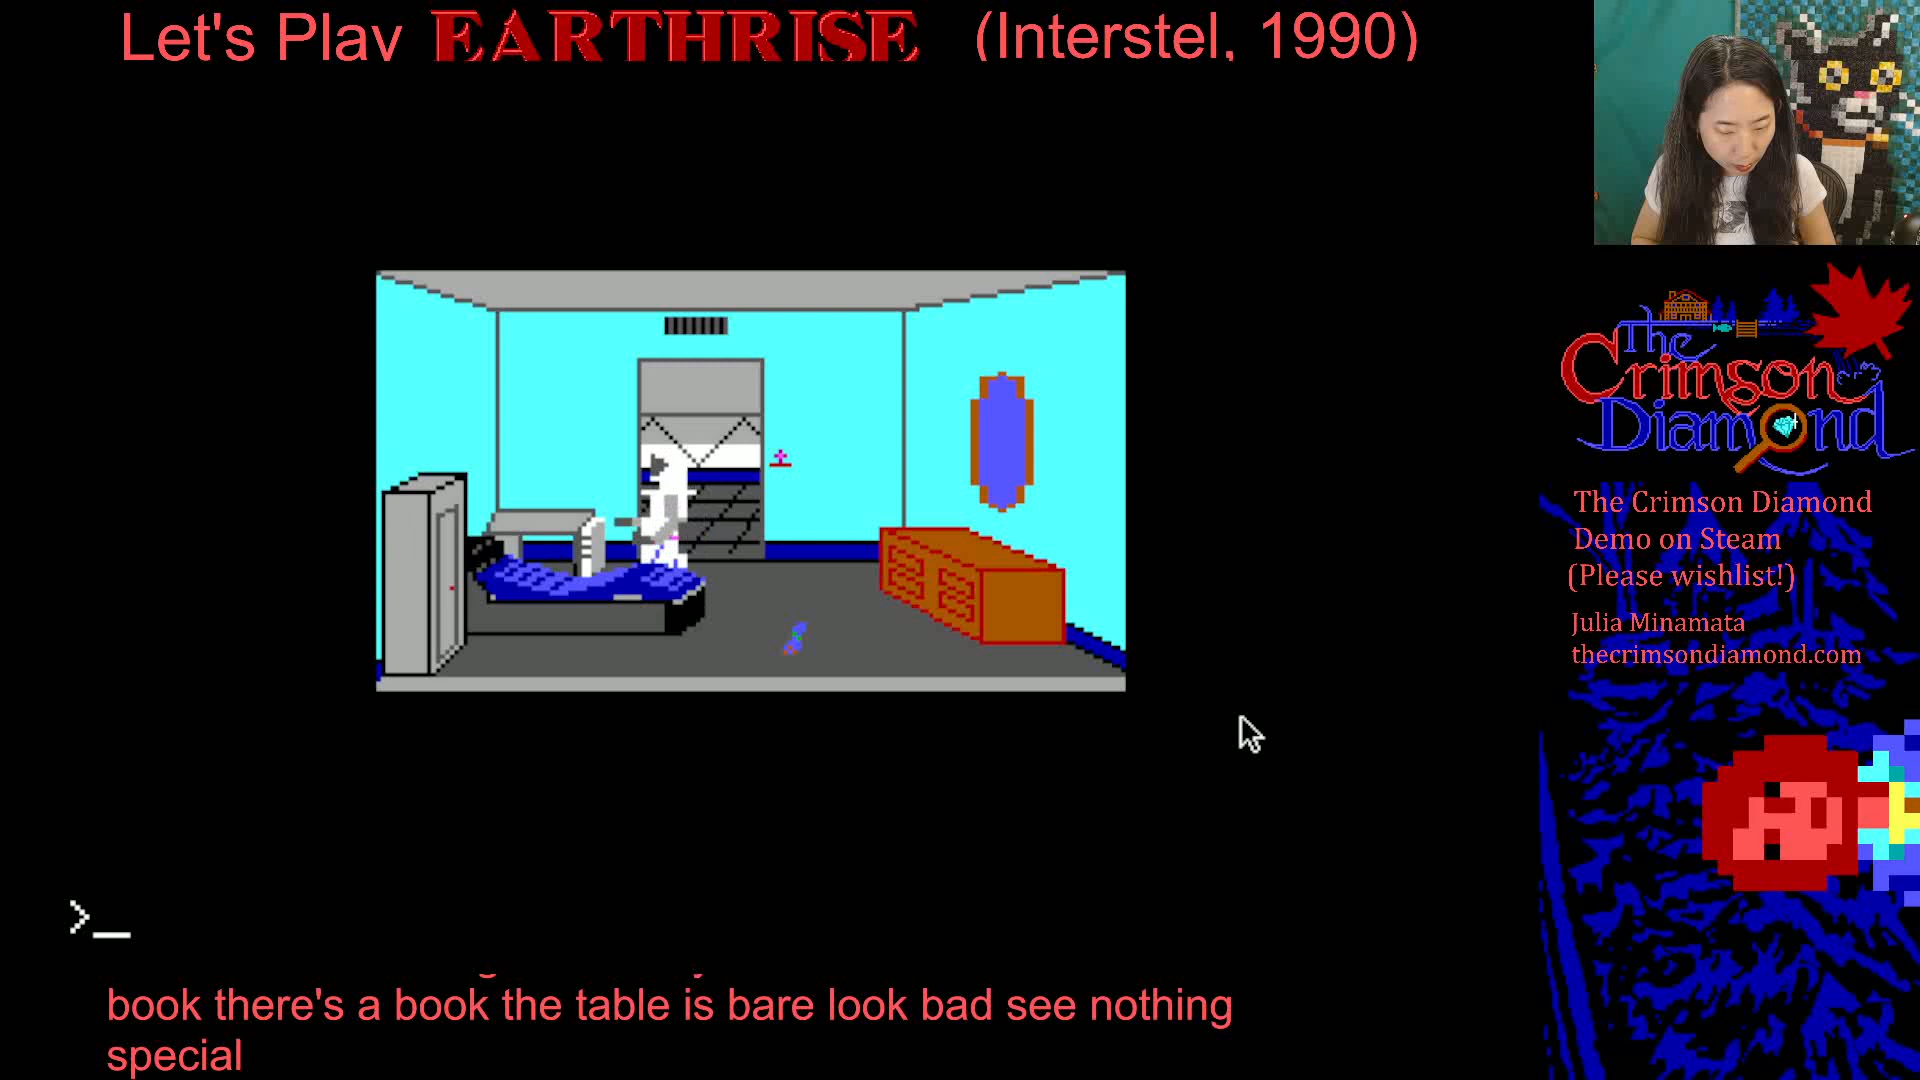 Let's Play EARTHRISE (Interstel, 1990)
The
Crimson
Diamond
The Crimson Diamond
Demo on Steam
(Please wishlist!)
Julia Minamata
thecrimsondiamond.com
>_
book there's a book the table is bare look bad see nothing
special